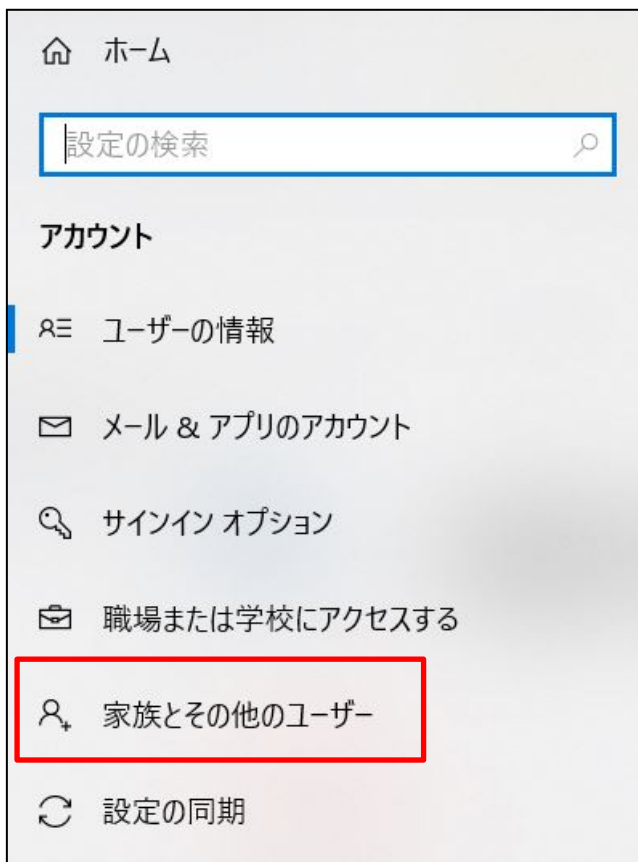 ホーム
設定の検索
アカウント
ユーザーの情報
メール & アプリのアカウント
サインイン オプション
職場または学校にアクセスする
家族とその他のユーザー
設定の同期